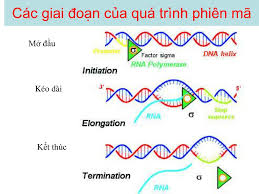 Các giai đoạn của quá trình phiên mã
Mở đầu
Promoter
σ
Factor sigma
DNA helix
RNA Polymerase
Initiation
Kéo dài
3'
σ
Stop
sequence
RNA
Elongation
Kết thúc
RNA
Termination
σ